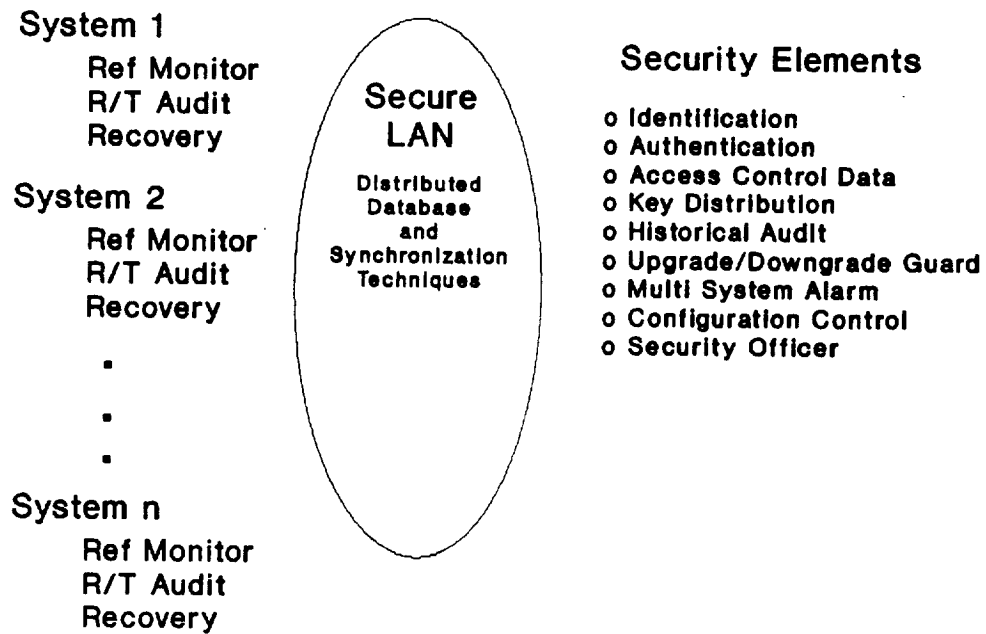 System 1
Ref Monitor
R/T Audit
Recovery
System 2
Ref Monitor
R/T Audit
Recovery
.
.
.
System n
Ref Monitor
R/T Audit
Recovery
Secure
LAN
Distributed
Database
and
Synchronization
Techniques
Security Elements
o Identification
o Authentication
o Access Control Data
o Key Distribution
o Historical Audit
o Upgrade/Downgrade Guard
o Multi System Alarm
o Configuration Control
o Security Officer